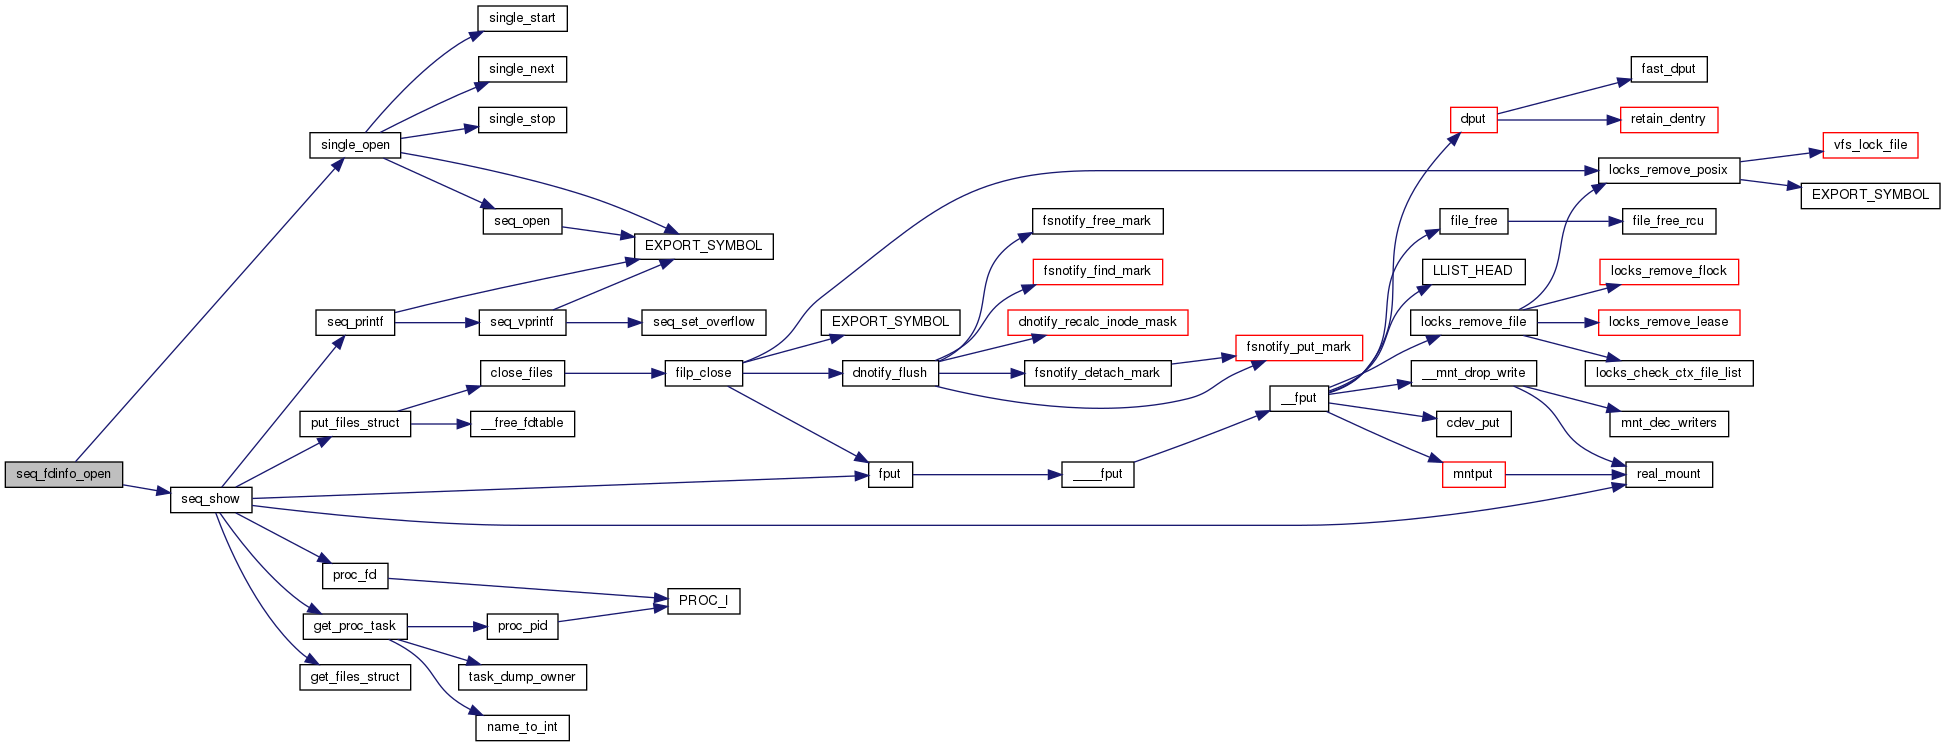 single_start
single_next
fast_dput
single_stop
dput
retain_dentry
single_open
vfs_lock_file
locks_remove_posix
EXPORT_SYMBOL
seq_open
fsnotify_free_mark
file_free
file_free_rcu
EXPORT_SYMBOL
fsnotify_find_mark
LLIST_HEAD
locks_remove_flock
seq_printf
seq_vprintf
seq_set_overflow
EXPORT_SYMBOL
dnotify_recalc_inode_mask
locks_remove_file
locks_remove_lease
fsnotify_put_mark
close_files
filp_close
dnotify_flush
fsnotify_detach_mark
__mnt_drop_write
locks_check_ctx_file_list
__fput
put_files_struct
__free_fdtable
cdev_put
mnt_dec_writers
seq_fdinfo_open
fput
____fput
mntput
real_mount
seq_show
proc_fd
PROC_I
get_proc_task
proc_pid
get_files_struct
task_dump_owner
name_to_int